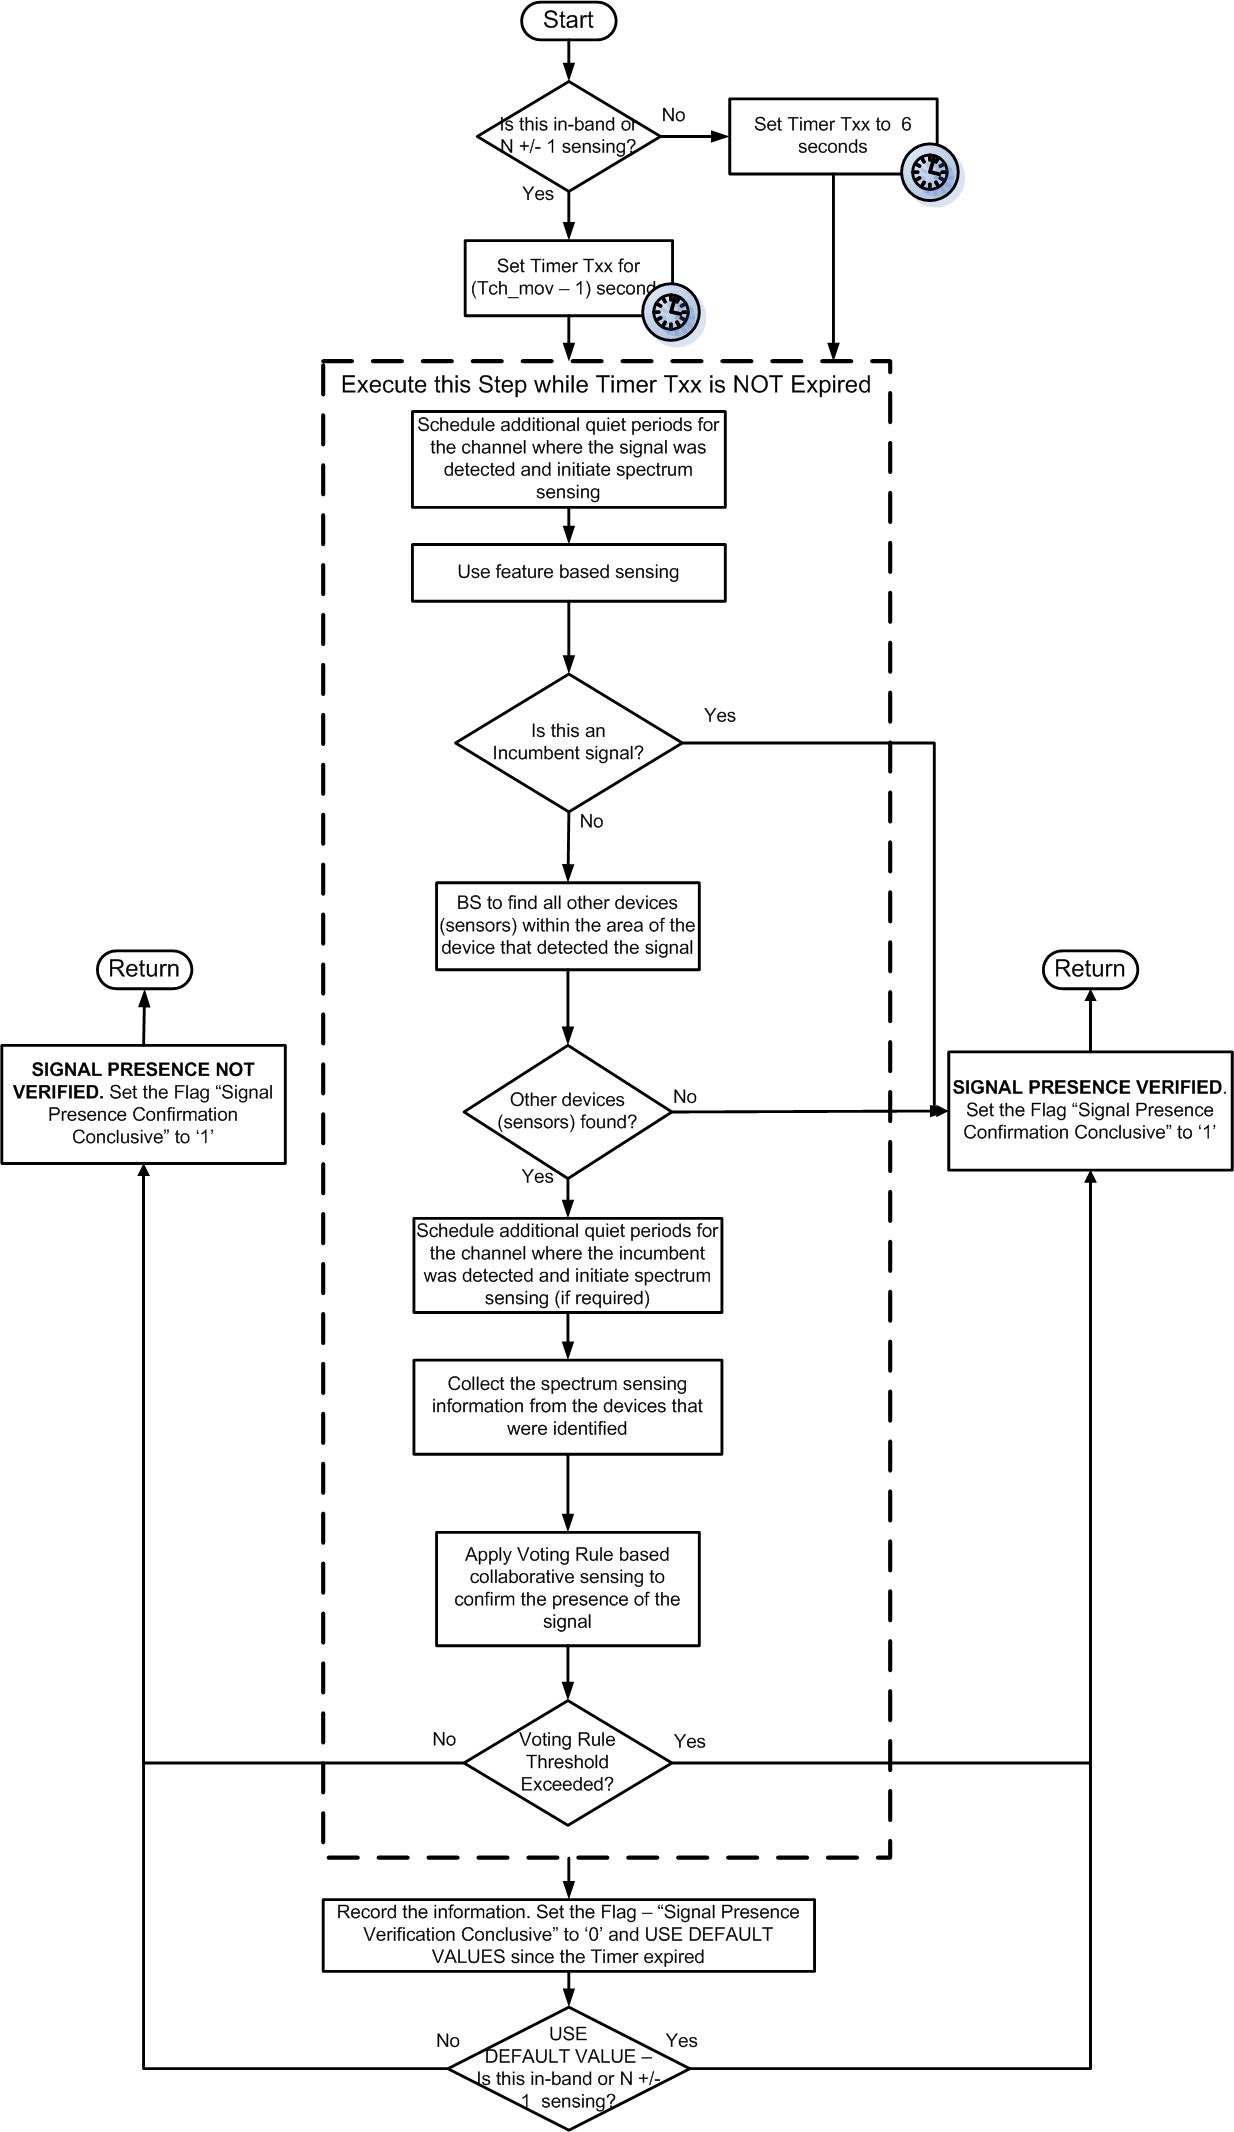 Start
Is this in-band or
N +/- 1 sensing?
No
Set Timer Txx to 6
seconds
Yes
Set Timer Txx for
(Tch_mov – 1) second
Execute this Step while Timer Txx is NOT Expired
Schedule additional quiet periods for
the channel where the signal was
detected and initiate spectrum
sensing
Use feature based sensing
Is this an
Incumbent signal?
Yes
No
BS to find all other devices
(sensors) within the area of the
device that detected the signal
Return
Return
SIGNAL PRESENCE NOT
VERIFIED. Set the Flag “Signal
Presence Confirmation
Conclusive” to ‘1’
Other devices
(sensors) found?
No
Yes
SIGNAL PRESENCE VERIFIED.
Set the Flag “Signal Presence
Confirmation Conclusive” to ‘1’
Schedule additional quiet periods for
the channel where the incumbent
was detected and initiate spectrum
sensing (if required)
Collect the spectrum sensing
information from the devices that
were identified
Apply Voting Rule based
collaborative sensing to
confirm the presence of the
signal
No
Voting Rule
Threshold
Exceeded?
Yes
Record the information. Set the Flag – “Signal Presence
Verification Conclusive” to ‘0’ and USE DEFAULT
VALUES since the Timer expired
No
USE
DEFAULT VALUE –
Is this in-band or N +/-
1 sensing?
Yes